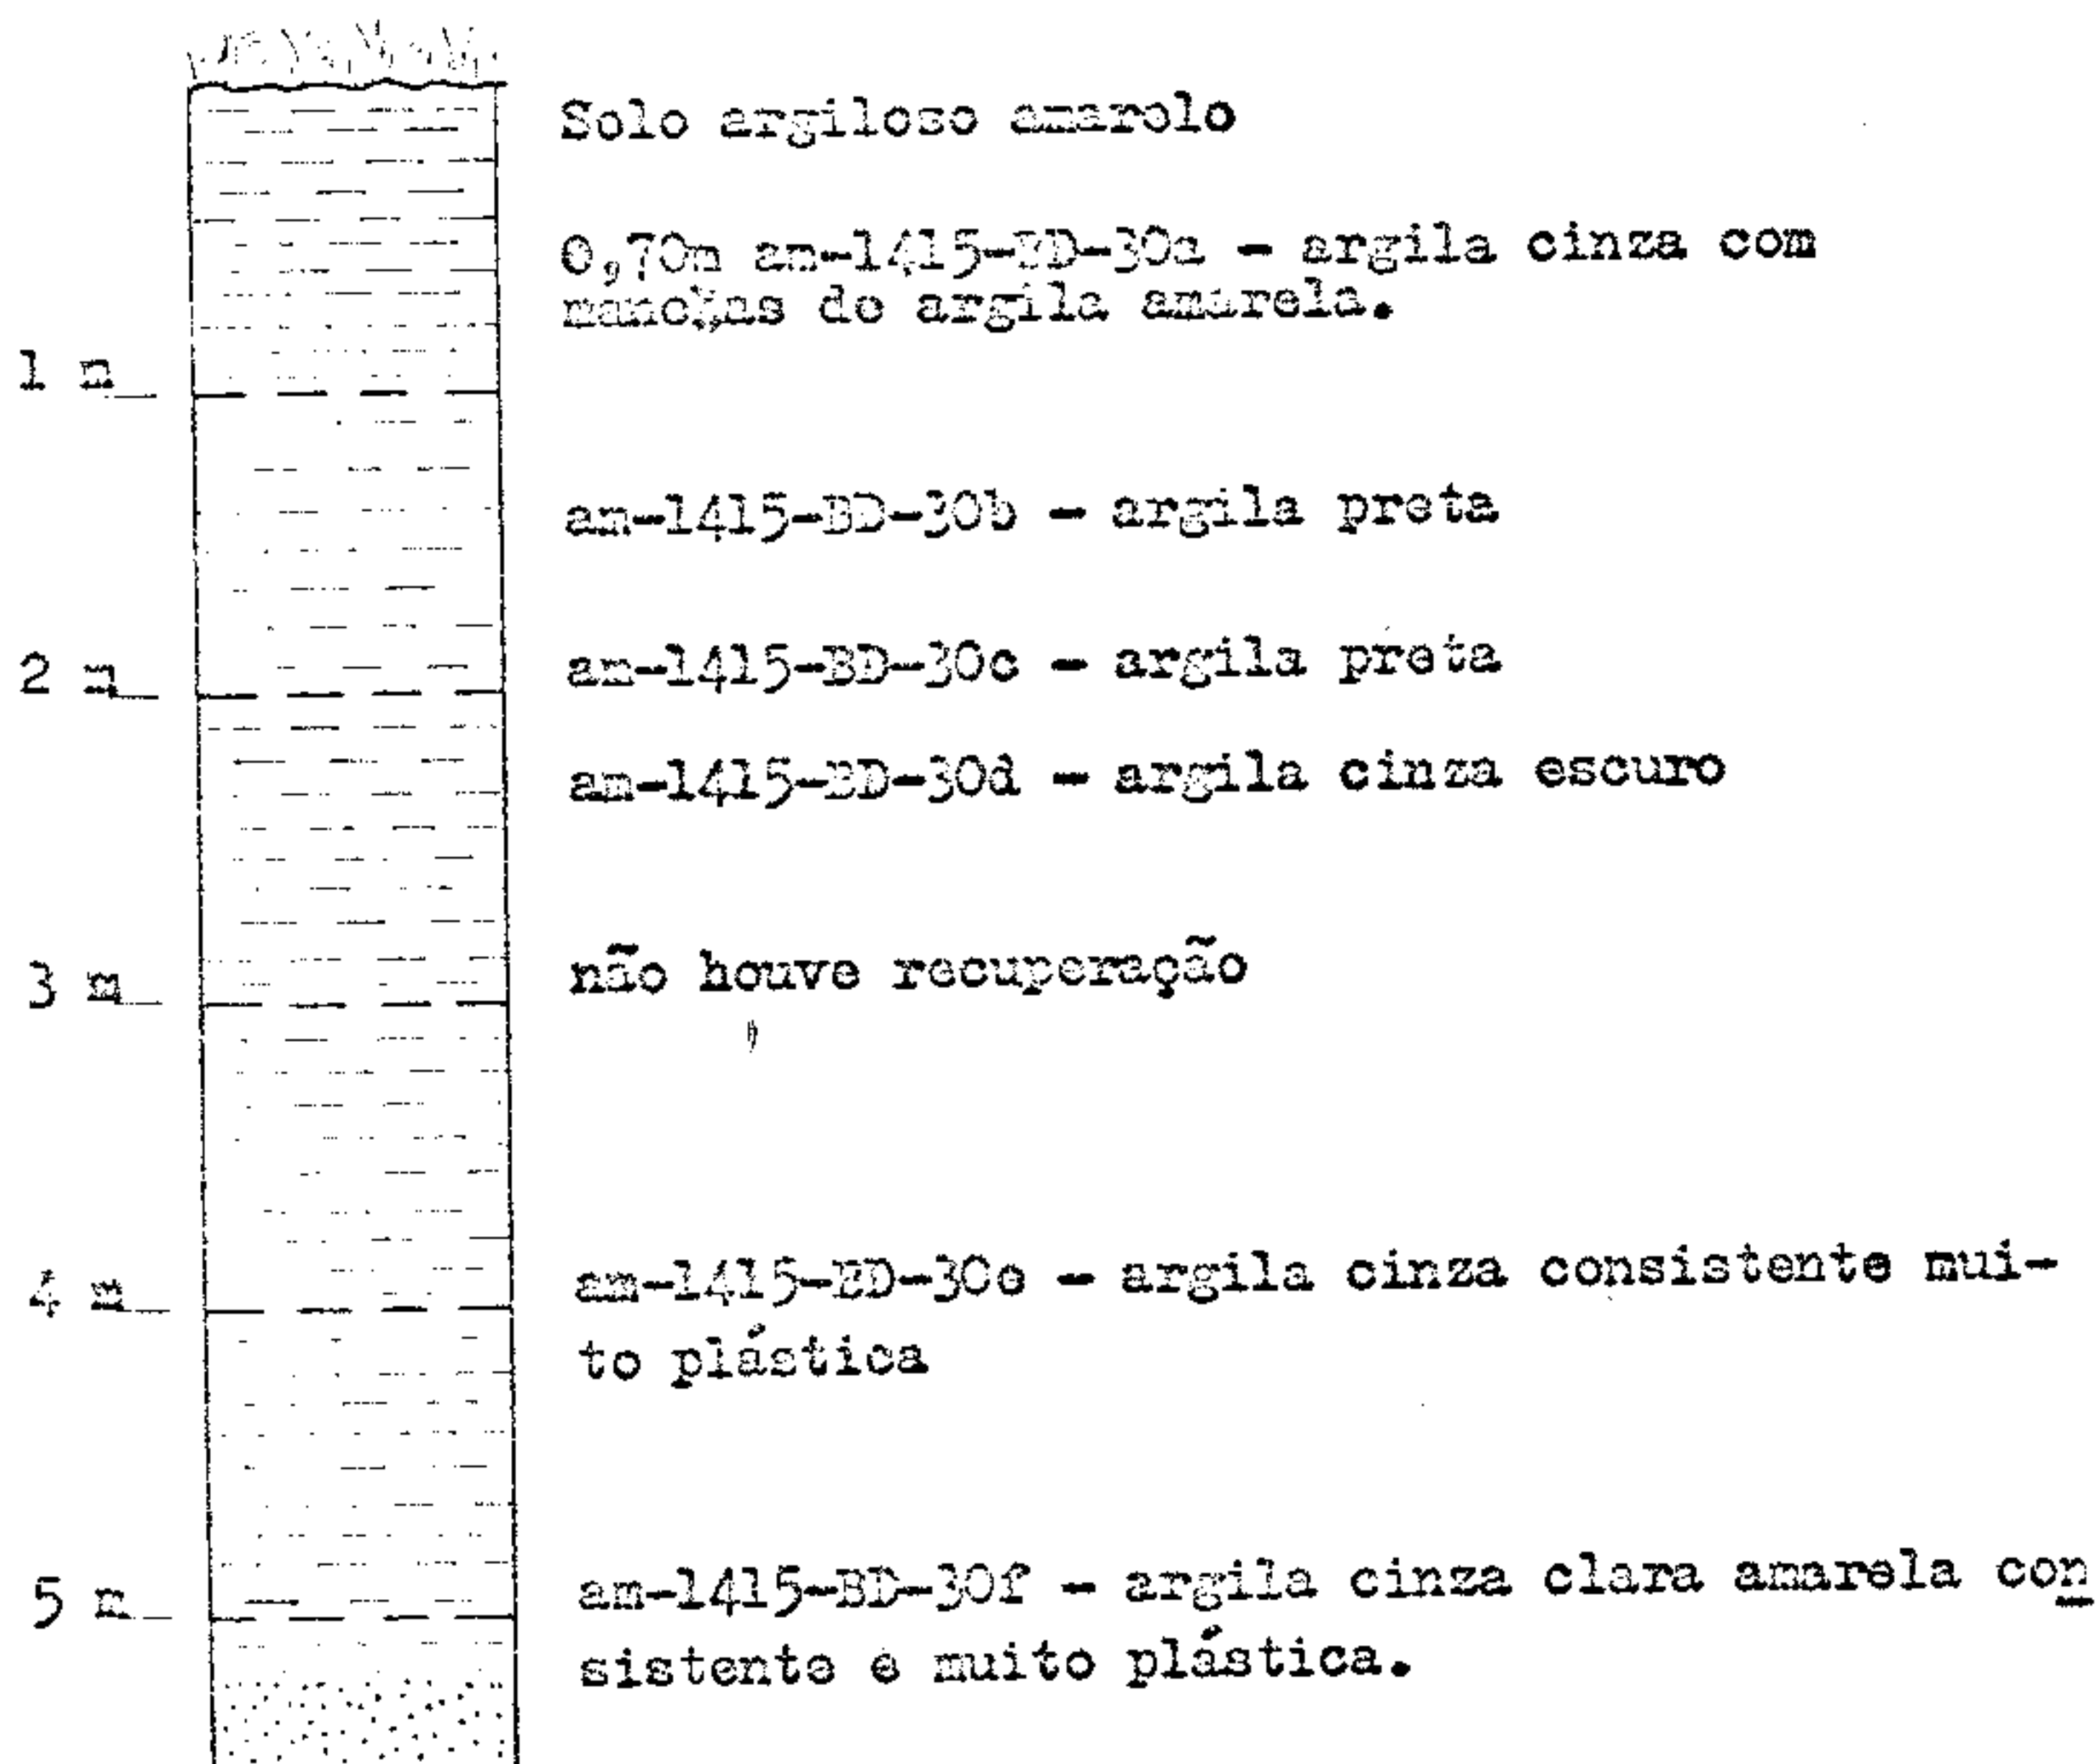 Solo argiloso amarelo
0,70m am-1415-BD-30a - argila cinza com
manchas de argila amarela.
1 m
am-1415-BD-30b - argila preta
2 m
am-1415-BD-30c - argila preta
am-1415-BD-30d - argila cinza escuro
3 m
não houve recuperação
4 m
am-1415-BD-30e - argila cinza consistente mui-
to plástica
5 m
am-1415-BD-30f - argila cinza clara amarela con
sistente e muito plástica.